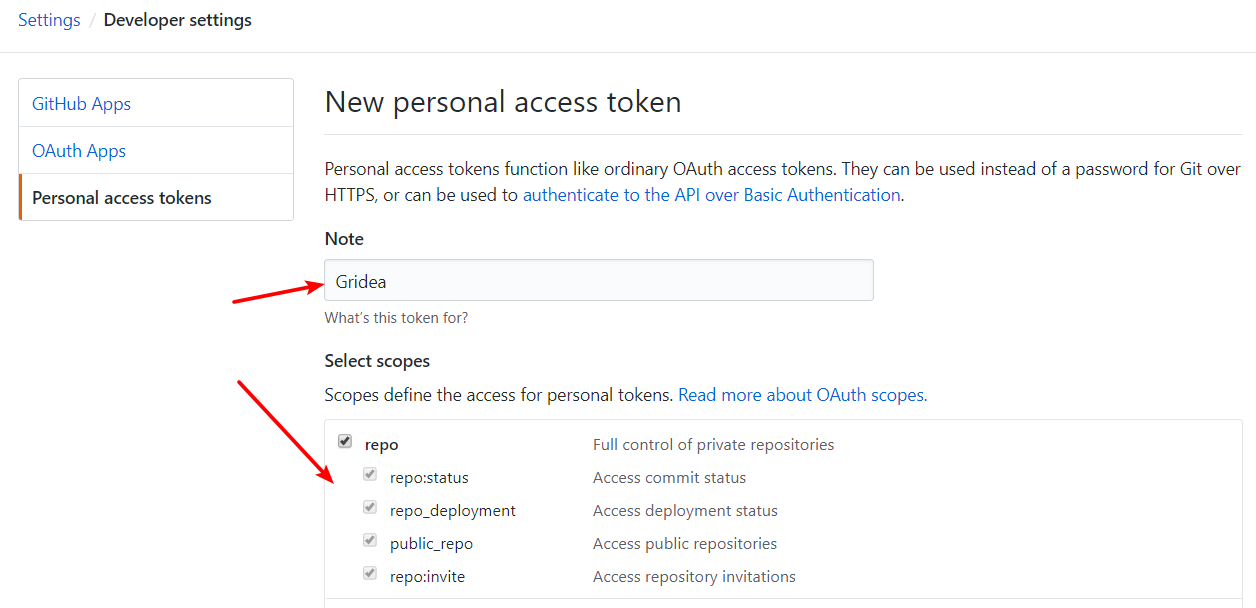 Settings / Developer settings
GitHub Apps
OAuth Apps
Personal access tokens
New personal access token
Personal access tokens function like ordinary OAuth access tokens. They can be used instead of a password for Git over
HTTPS, or can be used to authenticate to the API over Basic Authentication.
Note
Gridea
What's this token for?
Select scopes
Scopes define the access for personal tokens. Read more about OAuth scopes.
repo Full control of private repositories
repo:status Access commit status
repo_deployment Access deployment status
public_repo Access public repositories
repo:invite Access repository invitations